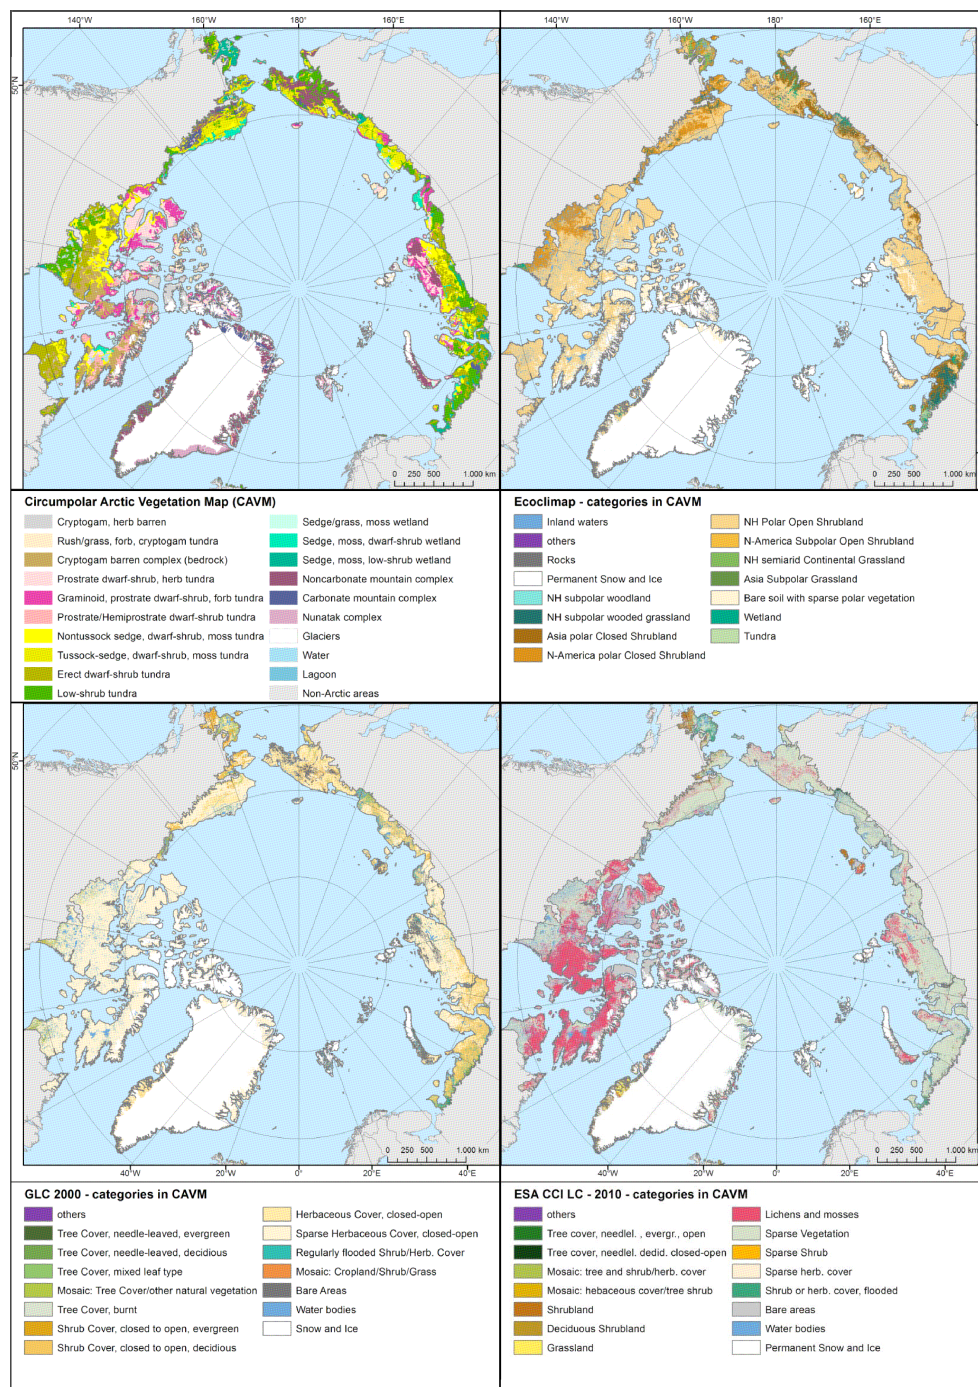 140°W 160°W 180° 160°E 140°W 160°W 180° 160°E
50°N
0 250 500 1.000 km
0 250 500 1.000 km
Circumpolar Arctic Vegetation Map (CAVM)
Cryptogam, herb barren
Rush/grass, forb, cryptogam tundra
Cryptogam barren complex (bedrock)
Prostrate dwarf-shrub, herb tundra
Graminoid, prostrate dwarf-shrub, forb tundra
Prostrate/Hemiprostrate dwarf-shrub tundra
Nontussock sedge, dwarf-shrub, moss tundra
Tussock-sedge, dwarf-shrub, moss tundra
Erect dwarf-shrub tundra
Low-shrub tundra
Sedge/grass, moss wetland
Sedge, moss, dwarf-shrub wetland
Sedge, moss, low-shrub wetland
Noncarbonate mountain complex
Carbonate mountain complex
Nunatak complex
Glaciers
Water
Lagoon
Non-Arctic areas
Ecoclimap - categories in CAVM
Inland waters
others
Rocks
Permanent Snow and Ice
NH subpolar woodland
NH subpolar wooded grassland
Asia polar Closed Shrubland
N-America polar Closed Shrubland
NH Polar Open Shrubland
N-America Subpolar Open Shrubland
NH semiarid Continental Grassland
Asia Subpolar Grassland
Bare soil with sparse polar vegetation
Wetland
Tundra
50°N
0 250 500 1.000 km
0 250 500 1.000 km
40°W 20°W 0° 20°E 40°E 40°W 20°W 0° 20°E 40°E
GLC 2000 - categories in CAVM
others
Tree Cover, needle-leaved, evergreen
Tree Cover, needle-leaved, decidious
Tree Cover, mixed leaf type
Mosaic: Tree Cover/other natural vegetation
Tree Cover, burnt
Shrub Cover, closed to open, evergreen
Shrub Cover, closed to open, decidious
Herbaceous Cover, closed-open
Sparse Herbaceous Cover, closed-open
Regularly flooded Shrub/Herb. Cover
Mosaic: Cropland/Shrub/Grass
Bare Areas
Water bodies
Snow and Ice
ESA CCI LC - 2010 - categories in CAVM
others
Tree cover, needlel. , evergr., open
Tree cover, needlel. dedid. closed-open
Mosaic: tree and shrub/herb. cover
Mosaic: hebaceous cover/tree shrub
Shrubland
Deciduous Shrubland
Grassland
Lichens and mosses
Sparse Vegetation
Sparse Shrub
Sparse herb. cover
Shrub or herb. cover, flooded
Bare areas
Water bodies
Permanent Snow and Ice